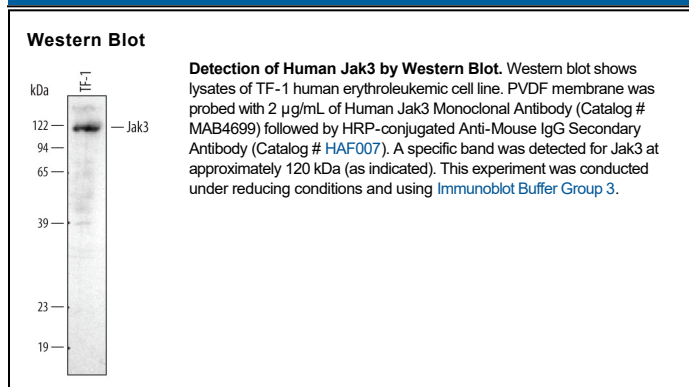 Western Blot
kDa
TF-1
122
94
65
39
23
19
Jak3
Detection of Human Jak3 by Western Blot. Western blot shows
lysates of TF-1 human erythroleukemic cell line. PVDF membrane was
probed with 2 µg/mL of Human Jak3 Monoclonal Antibody (Catalog #
MAB4699) followed by HRP-conjugated Anti-Mouse IgG Secondary
Antibody (Catalog # HAF007). A specific band was detected for Jak3 at
approximately 120 kDa (as indicated). This experiment was conducted
under reducing conditions and using Immunoblot Buffer Group 3.